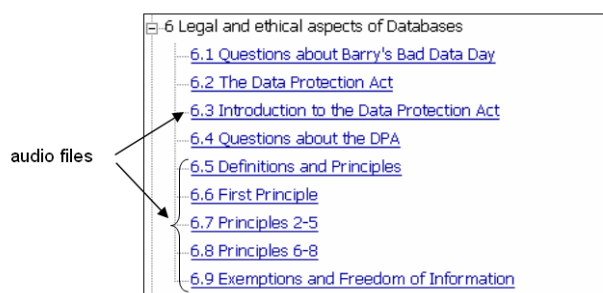 6 Legal and ethical aspects of Databases
6.1 Questions about Barry's Bad Data Day
6.2 The Data Protection Act
6.3 Introduction to the Data Protection Act
6.4 Questions about the DPA
audio files
6.5 Definitions and Principles
6.6 First Principle
6.7 Principles 2-5
6.8 Principles 6-8
6.9 Exemptions and Freedom of Information